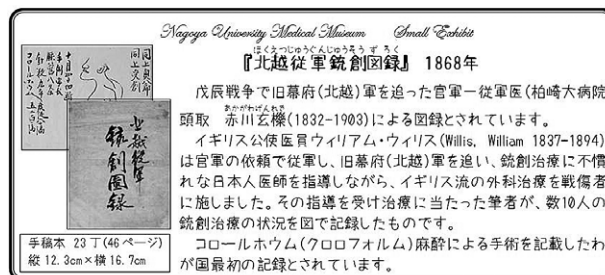 Nagoya University Medical Museum Small Exhibit
ほくえつじゅうぐんじゅうそうずろく
『北越従軍銃創図録』 1868年
戊辰戦争で旧幕府(北越)軍を追った官軍一従軍医(柏崎大病院
あかがわげんれき
頭取 赤川玄櫟(1832-1903)による図録とされています。
イギリス公使医官ウィリアム・ウィリス(Willis, William 1837-1894)
は官軍の依頼で従軍し、旧幕府(北越)軍を追い、銃創治療に不慣
れな日本人医師を指導しながら、イギリス流の外科治療を戦傷者
に施しました。その指導を受け治療に当たった筆者が、数10人の
銃創治療の状況を図で記録したものです。
コロールホウム(クロロフォルム)麻酔による手術を記載したわ
が国最初の記録とされています。
北越従軍
銃創図録
手稿本 23丁(46ページ)
縦 12.3cm×横 16.7cm